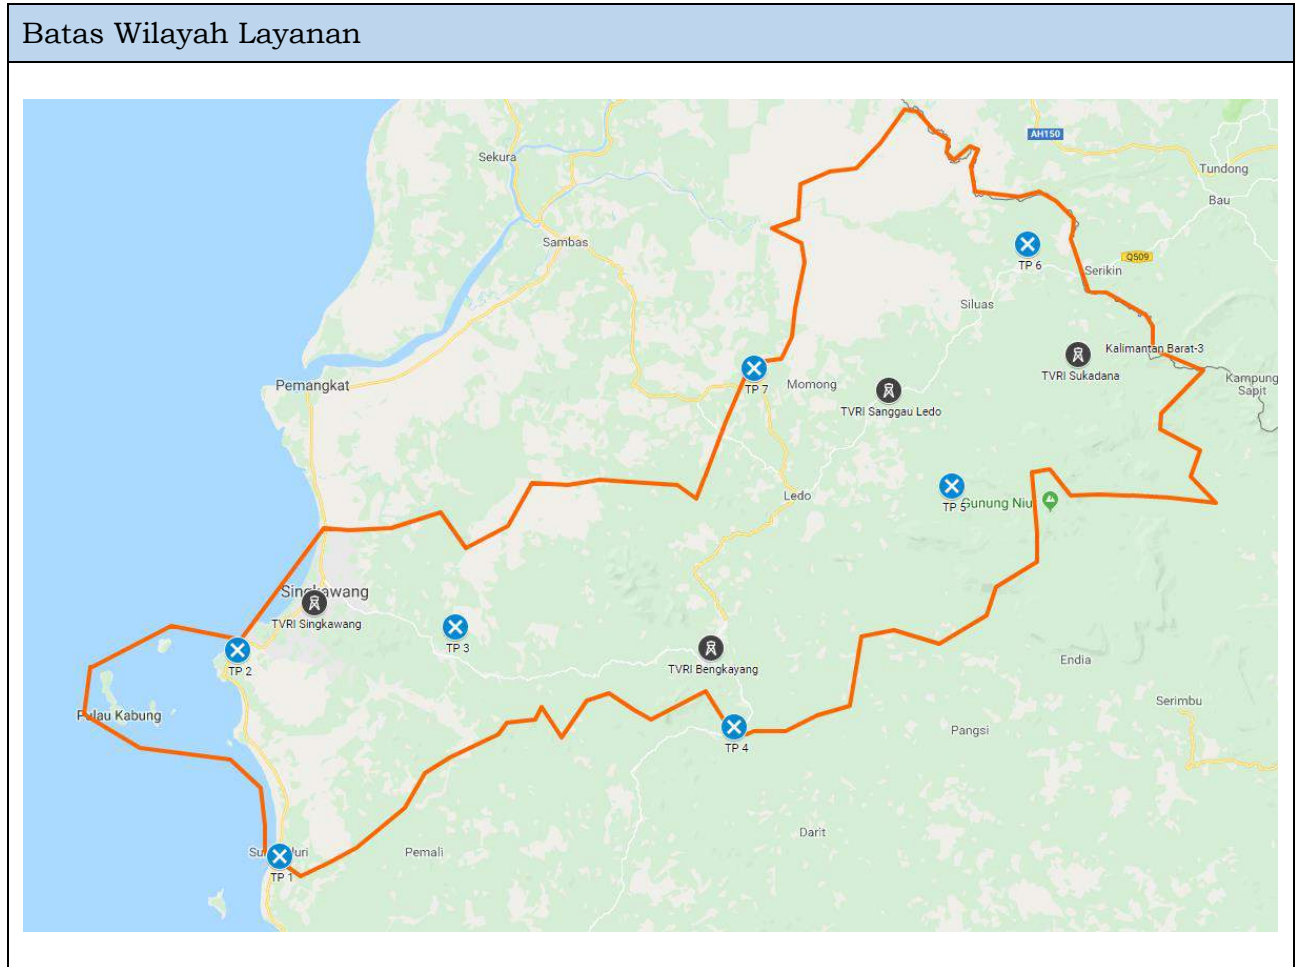 Batas Wilayah Layanan
AH150
Sekura
Tundong
Bau
Sambas
TP 6
Q509
Serikin
Siluas
Kalimantan Barat-3
TVRI Sukadana
Pemangkat
TP 7
Momong
Kampung
Sapit
TVRI Sanggau Ledo
Ledo
TP 5
Gunung Niu
Singkawang
TVRI Singkawang
TP 3
TP 2
TVRI Bengkayang
Endia
Serimbu
Pulau Kabung
Pangsi
TP 4
Darit
Pemali
TP 1